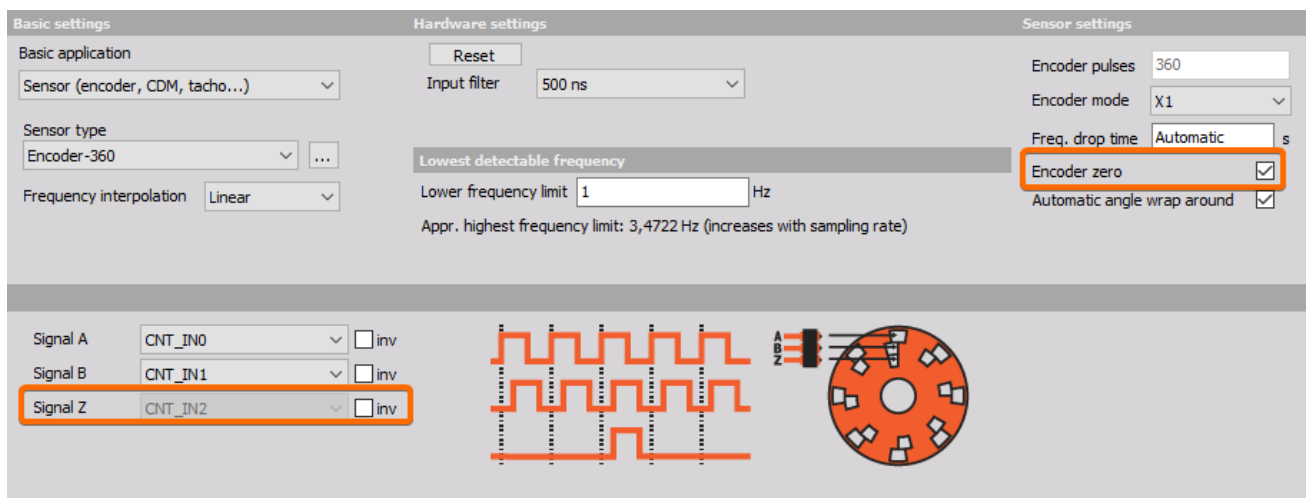 Basic settings
Basic application
Sensor (encoder, CDM, tacho...)
Sensor type
Encoder-360
...
Frequency interpolation Linear
Hardware settings
Reset
Input filter 500 ns
Lowest detectable frequency
Lower frequency limit 1 Hz
Appr. highest frequency limit: 3,4722 Hz (increases with sampling rate)
Sensor settings
Encoder pulses 360
Encoder mode X1
Freq. drop time Automatic s
Encoder zero
Automatic angle wrap around
Signal A CNT_IN0 inv
Signal B CNT_IN1 inv
Signal Z CNT_IN2 inv
A
B
Z